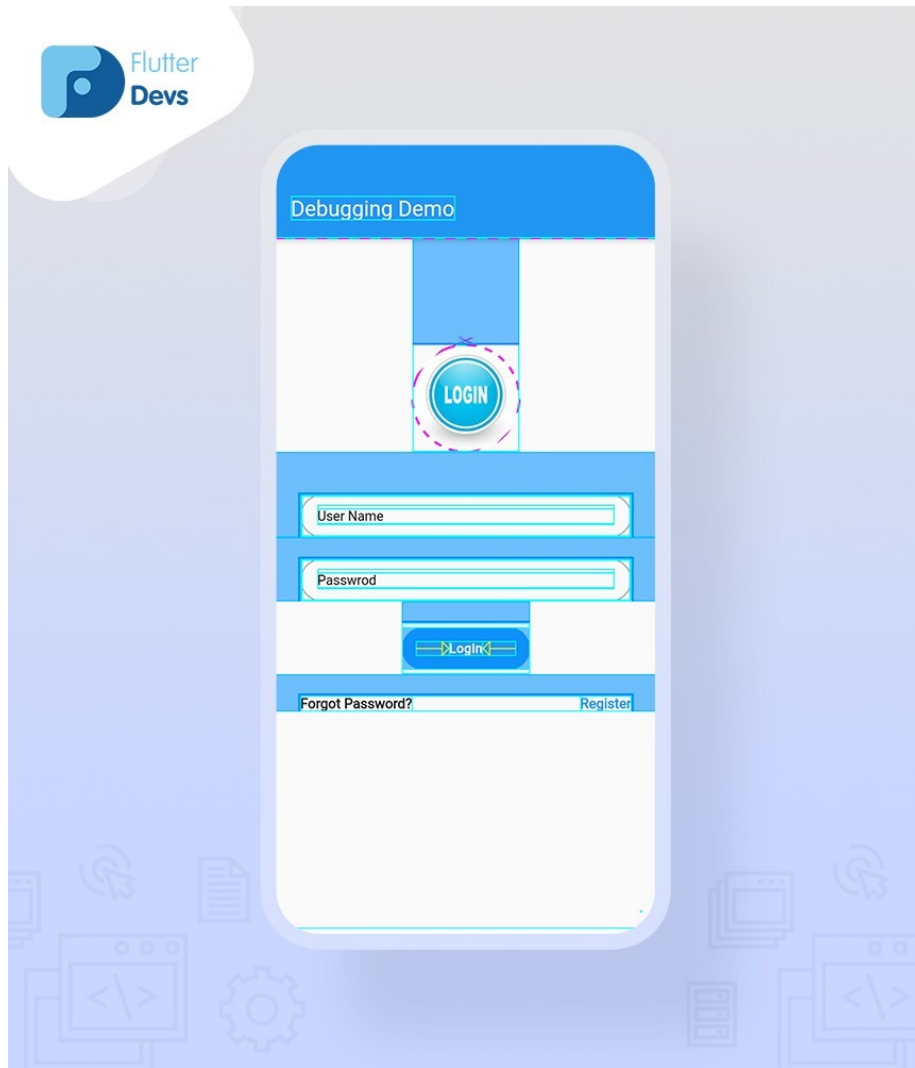 Flutter
Devs
Debugging Demo
LOGIN
User Name
Passwrod
Login
Forgot Password? Register